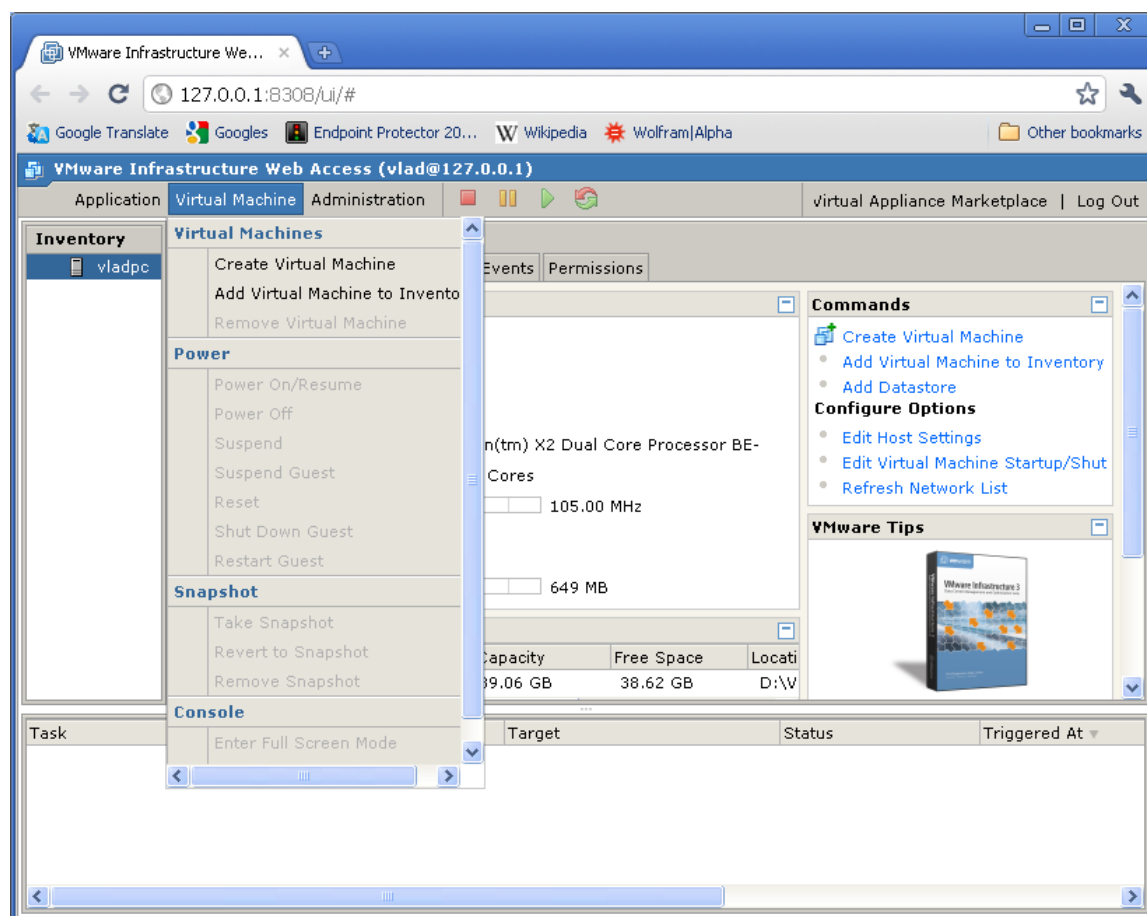 VMware Infrastructure We...
127.0.0.1:8308/ui/#
Google Translate Googles Endpoint Protector 20... W Wikipedia Wolfram|Alpha Other bookmarks
VMware Infrastructure Web Access (vlad@127.0.0.1)
Application Virtual Machine Administration Virtual Appliance Marketplace | Log Out
Inventory
vladpc
Virtual Machines
Create Virtual Machine
Add Virtual Machine to Invento
Remove Virtual Machine
Power
Power On/Resume
Power Off
Suspend
Suspend Guest
Reset
Shut Down Guest
Restart Guest
Snapshot
Take Snapshot
Revert to Snapshot
Remove Snapshot
Console
Enter Full Screen Mode
Events Permissions
n(tm) X2 Dual Core Processor BE-
Cores
105.00 MHz
649 MB
Capacity Free Space Locati
39.06 GB 38.62 GB D:\V
Commands
Create Virtual Machine
Add Virtual Machine to Inventory
Add Datastore
Configure Options
Edit Host Settings
Edit Virtual Machine Startup/Shut
Refresh Network List
VMware Tips
VMware Infrastructure 3
Task Target Status Triggered At